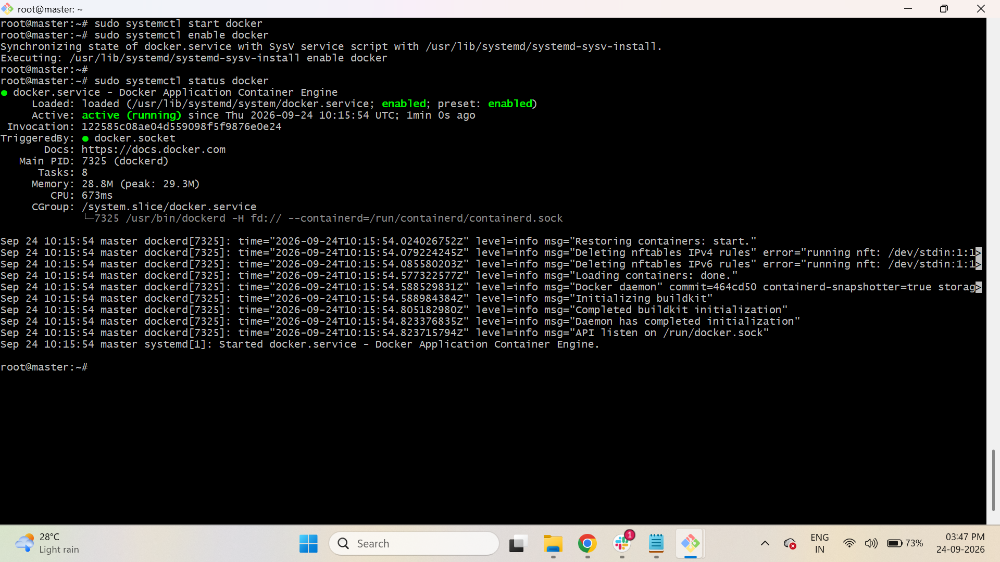 root@master: ~
root@master:~# sudo systemctl start docker
root@master:~# sudo systemctl enable docker
Synchronizing state of docker.service with SysV service script with /usr/lib/systemd/systemd-sysv-install.
Executing: /usr/lib/systemd/systemd-sysv-install enable docker
root@master:~#
root@master:~# sudo systemctl status docker
● docker.service - Docker Application Container Engine
Loaded: loaded (/usr/lib/systemd/system/docker.service; enabled; preset: enabled)
Active: active (running) since Thu 2026-09-24 10:15:54 UTC; 1min 0s ago
Invocation: 122585c08ae04d559098f5f9876e0e24
TriggeredBy: ● docker.socket
Docs: https://docs.docker.com
Main PID: 7325 (dockerd)
Tasks: 8
Memory: 28.8M (peak: 29.3M)
CPU: 673ms
CGroup: /system.slice/docker.service
└─7325 /usr/bin/dockerd -H fd:// --containerd=/run/containerd/containerd.sock
Sep 24 10:15:54 master dockerd[7325]: time="2026-09-24T10:15:54.024026752Z" level=info msg="Restoring containers: start."
Sep 24 10:15:54 master dockerd[7325]: time="2026-09-24T10:15:54.079224245Z" level=info msg="Deleting nftables IPv4 rules" error="running nft: /dev/stdin:1:1>
Sep 24 10:15:54 master dockerd[7325]: time="2026-09-24T10:15:54.085580203Z" level=info msg="Deleting nftables IPv6 rules" error="running nft: /dev/stdin:1:1>
Sep 24 10:15:54 master dockerd[7325]: time="2026-09-24T10:15:54.577322577Z" level=info msg="Loading containers: done."
Sep 24 10:15:54 master dockerd[7325]: time="2026-09-24T10:15:54.588529831Z" level=info msg="Docker daemon" commit=464cd50 containerd-snapshotter=true storag>
Sep 24 10:15:54 master dockerd[7325]: time="2026-09-24T10:15:54.588984384Z" level=info msg="Initializing buildkit"
Sep 24 10:15:54 master dockerd[7325]: time="2026-09-24T10:15:54.805182980Z" level=info msg="Completed buildkit initialization"
Sep 24 10:15:54 master dockerd[7325]: time="2026-09-24T10:15:54.823376835Z" level=info msg="Daemon has completed initialization"
Sep 24 10:15:54 master dockerd[7325]: time="2026-09-24T10:15:54.823715794Z" level=info msg="API listen on /run/docker.sock"
Sep 24 10:15:54 master systemd[1]: Started docker.service - Docker Application Container Engine.
root@master:~#
28°C
Light rain
Search
1
ENG
IN
73%
03:47 PM
24-09-2026